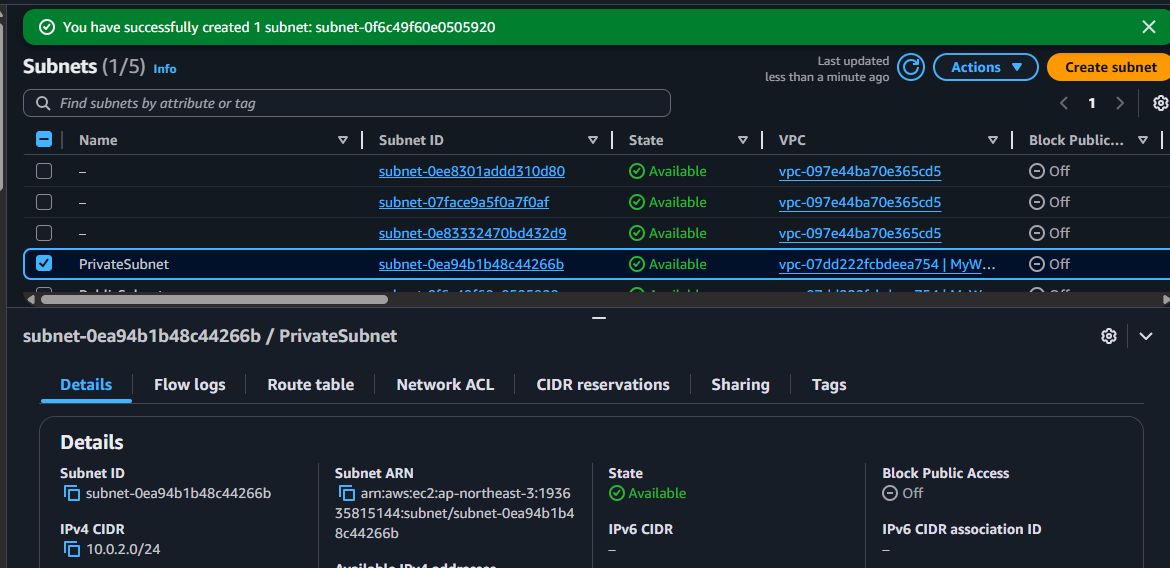 You have successfully created 1 subnet: subnet-0f6c49f60e0505920
Subnets (1/5) Info
Last updated
less than a minute ago
Actions
Create subnet
Find subnets by attribute or tag
1
Name Subnet ID State VPC Block Public...
– subnet-0ee8301addd310d80 Available vpc-097e44ba70e365cd5 Off
– subnet-07face9a5f0a7f0af Available vpc-097e44ba70e365cd5 Off
– subnet-0e83332470bd432d9 Available vpc-097e44ba70e365cd5 Off
PrivateSubnet subnet-0ea94b1b48c44266b Available vpc-07dd222fcbdeea754 | MyW... Off
subnet-0ea94b1b48c44266b / PrivateSubnet
Details Flow logs Route table Network ACL CIDR reservations Sharing Tags
Details
Subnet ID
subnet-0ea94b1b48c44266b
Subnet ARN
arn:aws:ec2:ap-northeast-3:1936
35815144:subnet/subnet-0ea94b1b4
8c44266b
State
Available
Block Public Access
Off
IPv4 CIDR
10.0.2.0/24
IPv6 CIDR
–
IPv6 CIDR association ID
–
Available IPv4 addresses